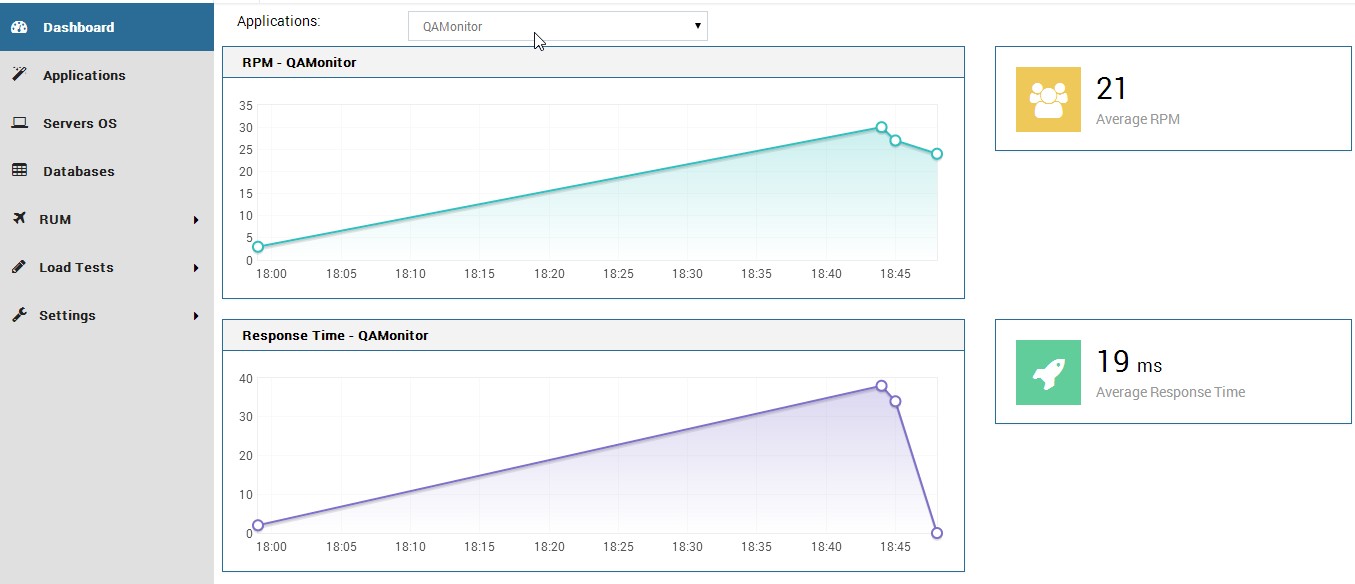 Dashboard
Applications
Servers OS
Databases
RUM
Load Tests
Settings
Applications:
QAMonitor
RPM - QAMonitor
35
30
25
20
15
10
5
0
18:00 18:05 18:10 18:15 18:20 18:25 18:30 18:35 18:40 18:45
21
Average RPM
Response Time - QAMonitor
40
30
20
10
0
18:00 18:05 18:10 18:15 18:20 18:25 18:30 18:35 18:40 18:45
19 ms
Average Response Time